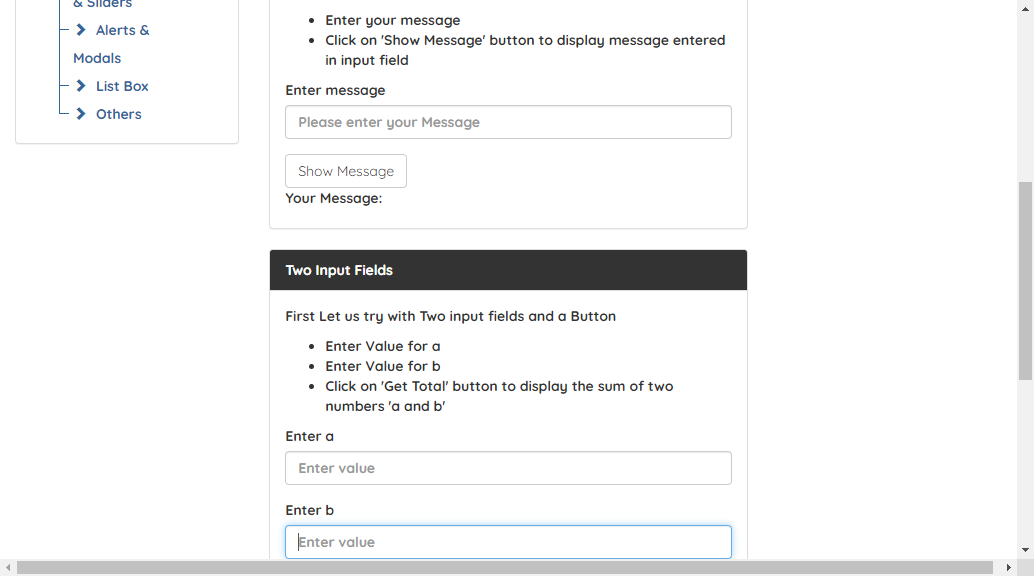 & Sliders
Alerts &
Modals
List Box
Others
Enter your message
Click on 'Show Message' button to display message entered
in input field
Enter message
Please enter your Message
Show Message
Your Message:
Two Input Fields
First Let us try with Two input fields and a Button
Enter Value for a
Enter Value for b
Click on 'Get Total' button to display the sum of two
numbers 'a and b'
Enter a
Enter value
Enter b
Enter value